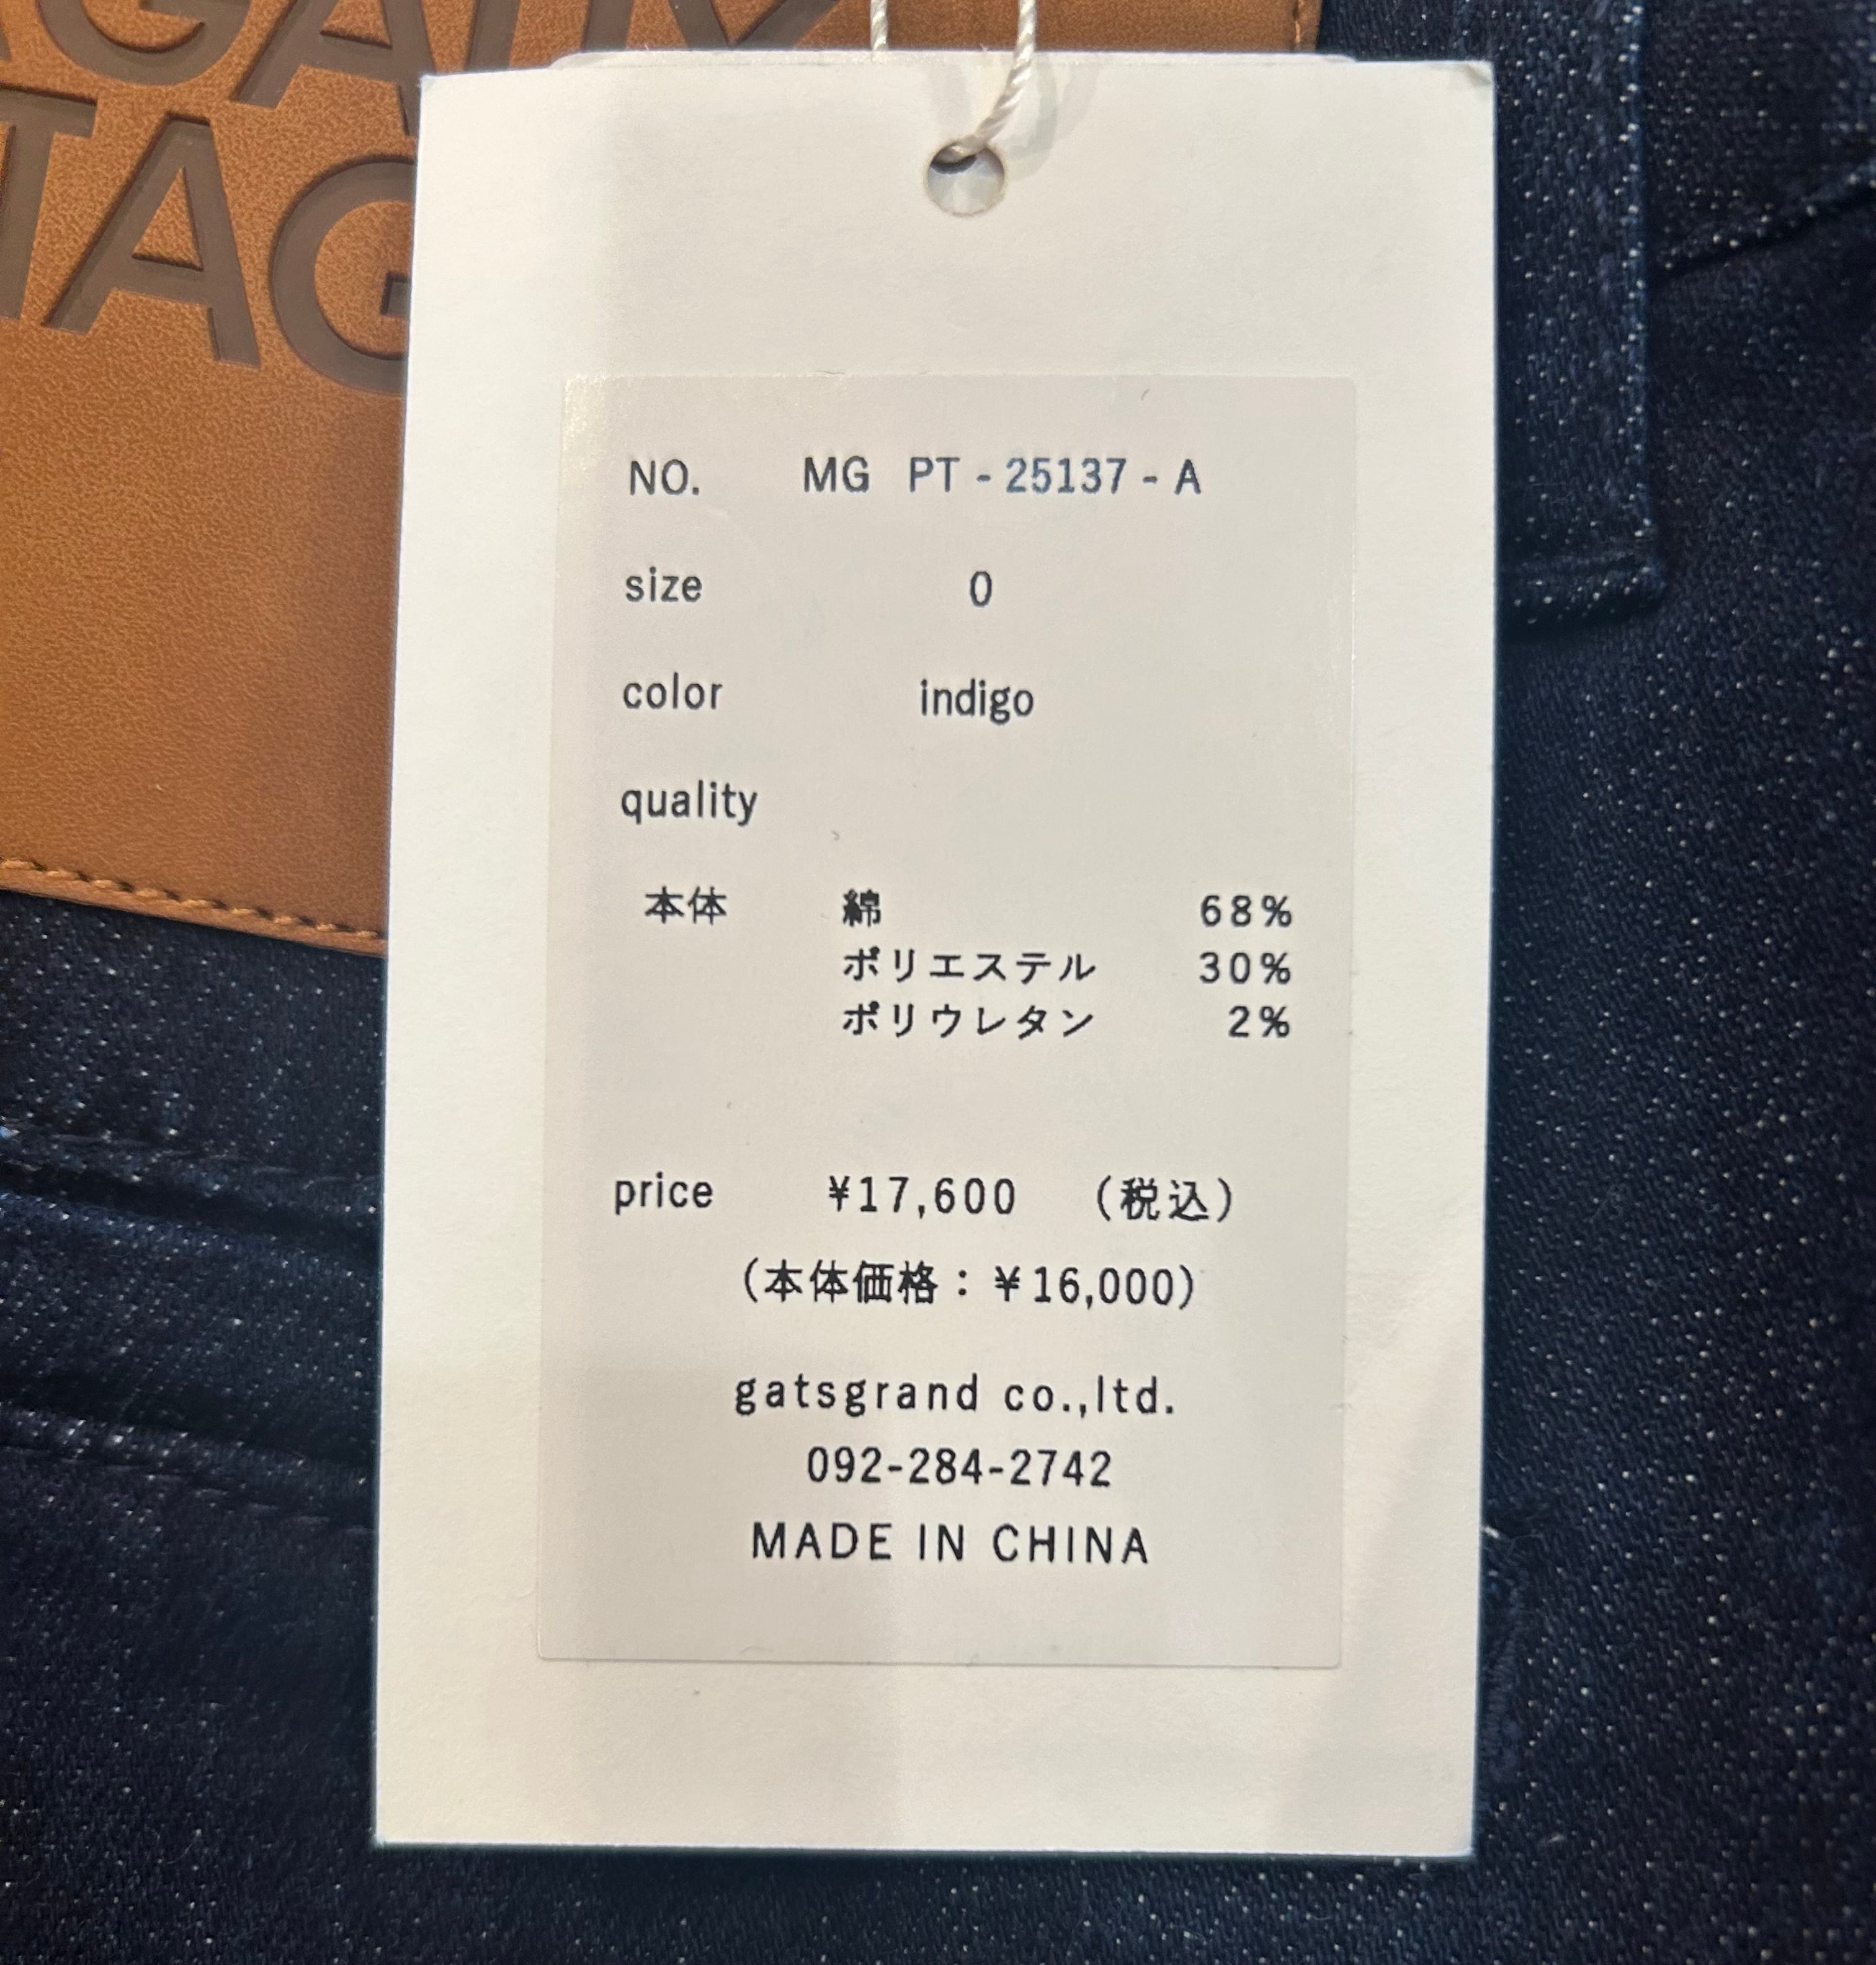 NO. MG PT - 25137 - A
size 0
color indigo
quality
本体 綿 68%
ポリエステル 30%
ポリウレタン 2%
price ¥17,600 (税込)
(本体価格：¥16,000)
gatsgrand co.,ltd.
092-284-2742
MADE IN CHINA